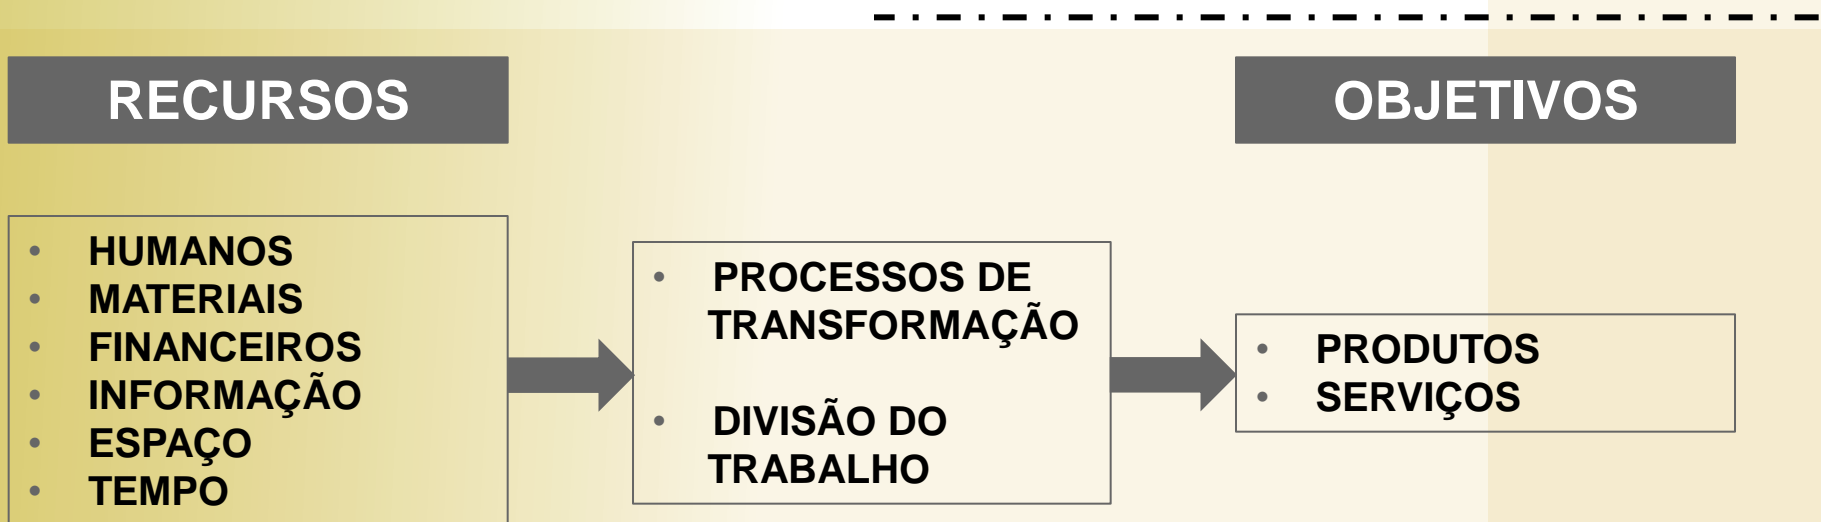 RECURSOS
OBJETIVOS
• HUMANOS
• MATERIAIS
• FINANCEIROS
• INFORMAÇÃO
• ESPAÇO
• TEMPO
• PROCESSOS DE
TRANSFORMAÇÃO
• DIVISÃO DO
TRABALHO
• PRODUTOS
• SERVIÇOS